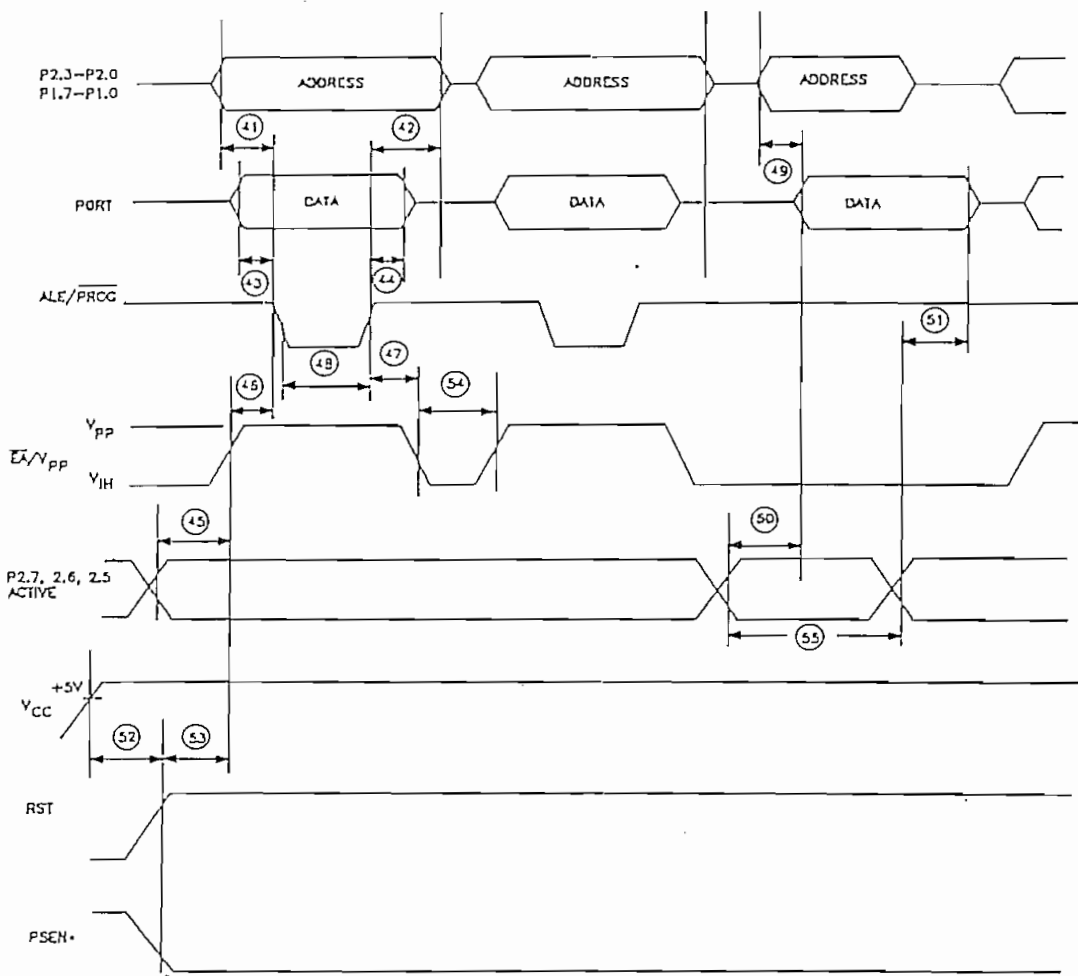 P2.3-P2.0
P1.7-P1.0
ADDRESS
ADDRESS
ADDRESS
41
42
49
PORT
DATA
DATA
DATA
43
44
ALE/PROG
51
48
47
46
54
VPP
EA/VPP
VIH
45
50
P2.7, 2.6, 2.5
ACTIVE
55
+5V
VCC
52
53
RST
PSEN*